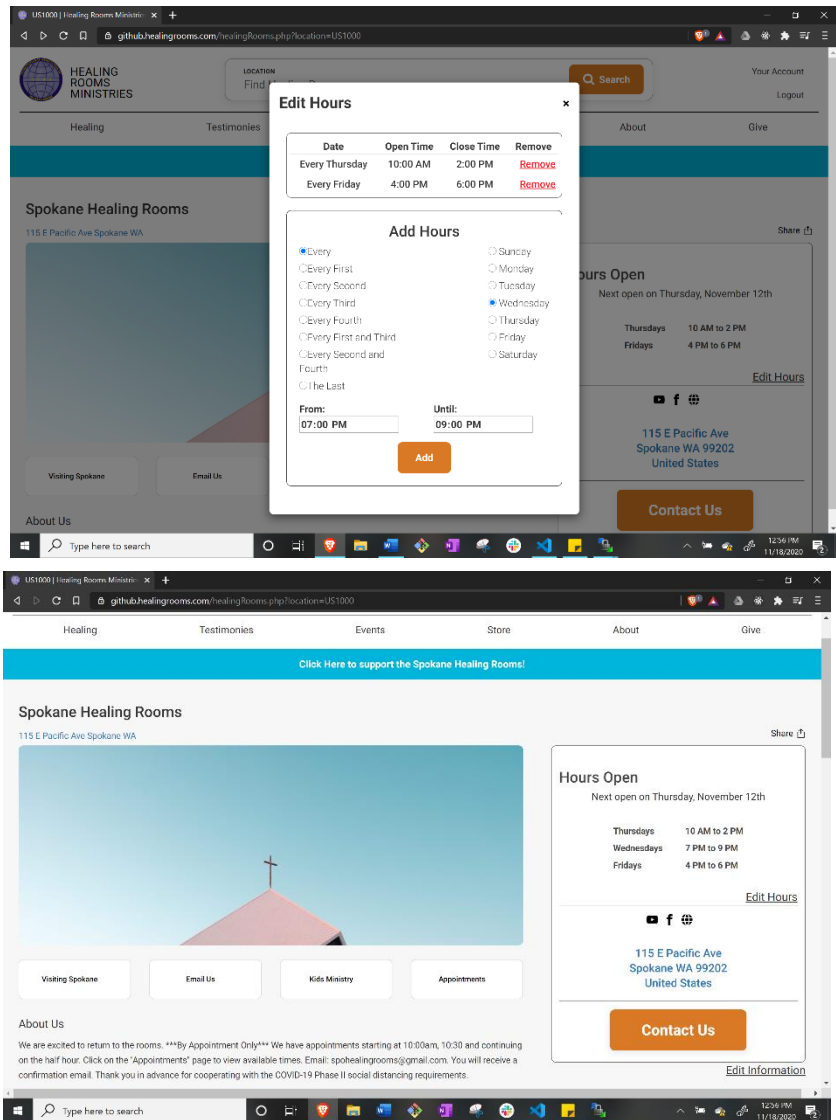 US1000 | Healing Rooms Ministrie
github.healingrooms.com/healingRooms.php?location=US1000
HEALING
ROOMS
MINISTRIES
LOCATION
Find
Search
Your Account
Logout
Healing
Testimonies
About
Give
Spokane Healing Rooms
115 E Pacific Ave Spokane WA
Share
Edit Hours
×
Date Open Time Close Time Remove
Every Thursday 10:00 AM 2:00 PM Remove
Every Friday 4:00 PM 6:00 PM Remove
Add Hours
Every Sunday
Every First Monday
Every Second Tuesday
Every Third Wednesday
Every Fourth Thursday
Every First and Third Friday
Every Second and Saturday
Fourth
The Last
From: Until:
07:00 PM 09:00 PM
Add
ours Open
Next open on Thursday, November 12th
Thursdays 10 AM to 2 PM
Fridays 4 PM to 6 PM
Edit Hours
115 E Pacific Ave
Spokane WA 99202
United States
Contact Us
Visiting Spokane
Email Us
About Us
Type here to search
12:56 PM
11/18/2020
US1000 | Healing Rooms Ministrie
github.healingrooms.com/healingRooms.php?location=US1000
Healing Testimonies Events Store About Give
Click Here to support the Spokane Healing Rooms!
Spokane Healing Rooms
115 E Pacific Ave Spokane WA
Share
Hours Open
Next open on Thursday, November 12th
Thursdays 10 AM to 2 PM
Wednesdays 7 PM to 9 PM
Fridays 4 PM to 6 PM
Edit Hours
115 E Pacific Ave
Spokane WA 99202
United States
Contact Us
Edit Information
Visiting Spokane Email Us Kids Ministry Appointments
About Us
We are excited to return to the rooms. ***By Appointment Only*** We have appointments starting at 10:00am, 10:30 and continuing
on the half hour. Click on the "Appointments" page to view available times. Email: spohealingrooms@gmail.com. You will receive a
confirmation email. Thank you in advance for cooperating with the COVID-19 Phase II social distancing requirements.
Type here to search
12:56 PM
11/18/2020